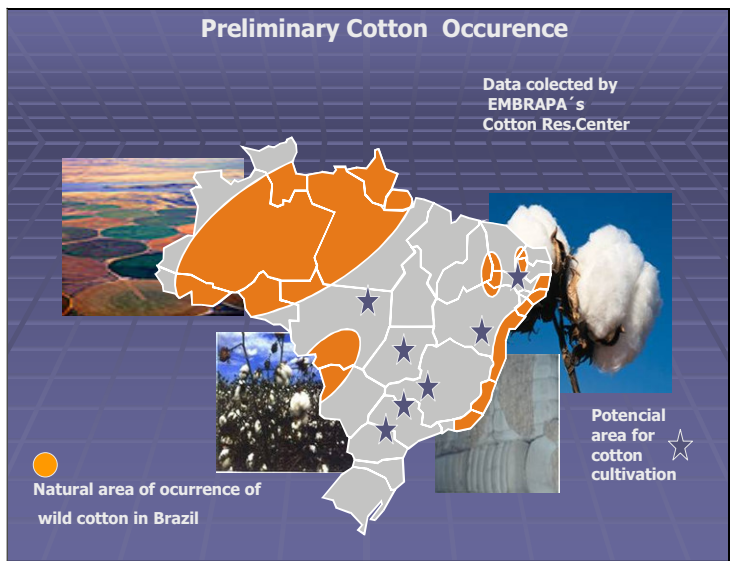 Preliminary Cotton Occurence
Data colected by
EMBRAPA´s
Cotton Res.Center
Potencial
area for
cotton
cultivation
Natural area of ocurrence of
wild cotton in Brazil